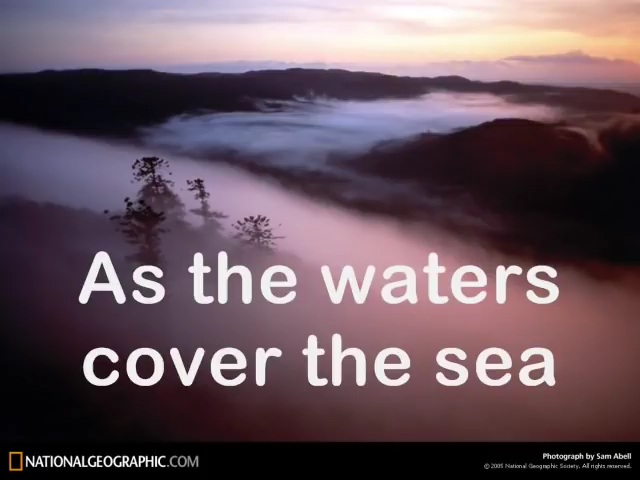 As the waters
cover the sea
NATIONALGEOGRAPHIC.COM
Photograph by Sam Abell
© 2005 National Geographic Society. All rights reserved.